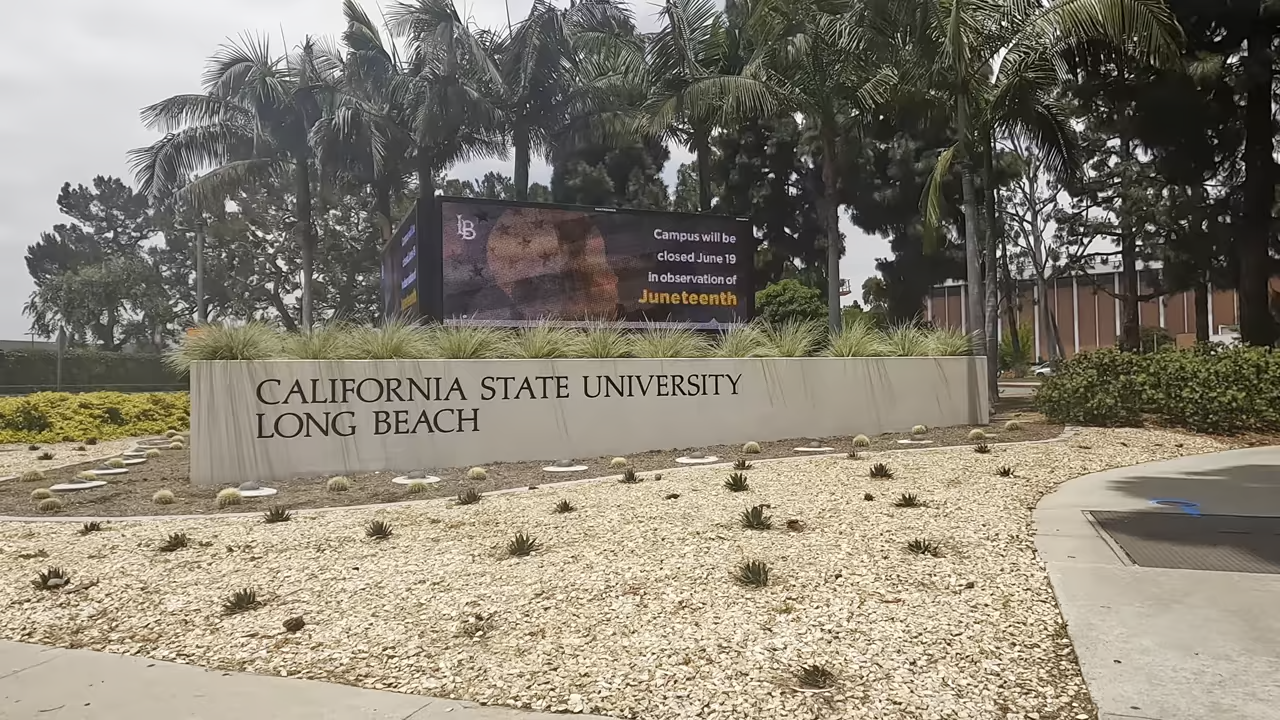 LB
Campus will be
closed June 19
in observation of
Juneteenth
CALIFORNIA STATE UNIVERSITY
LONG BEACH